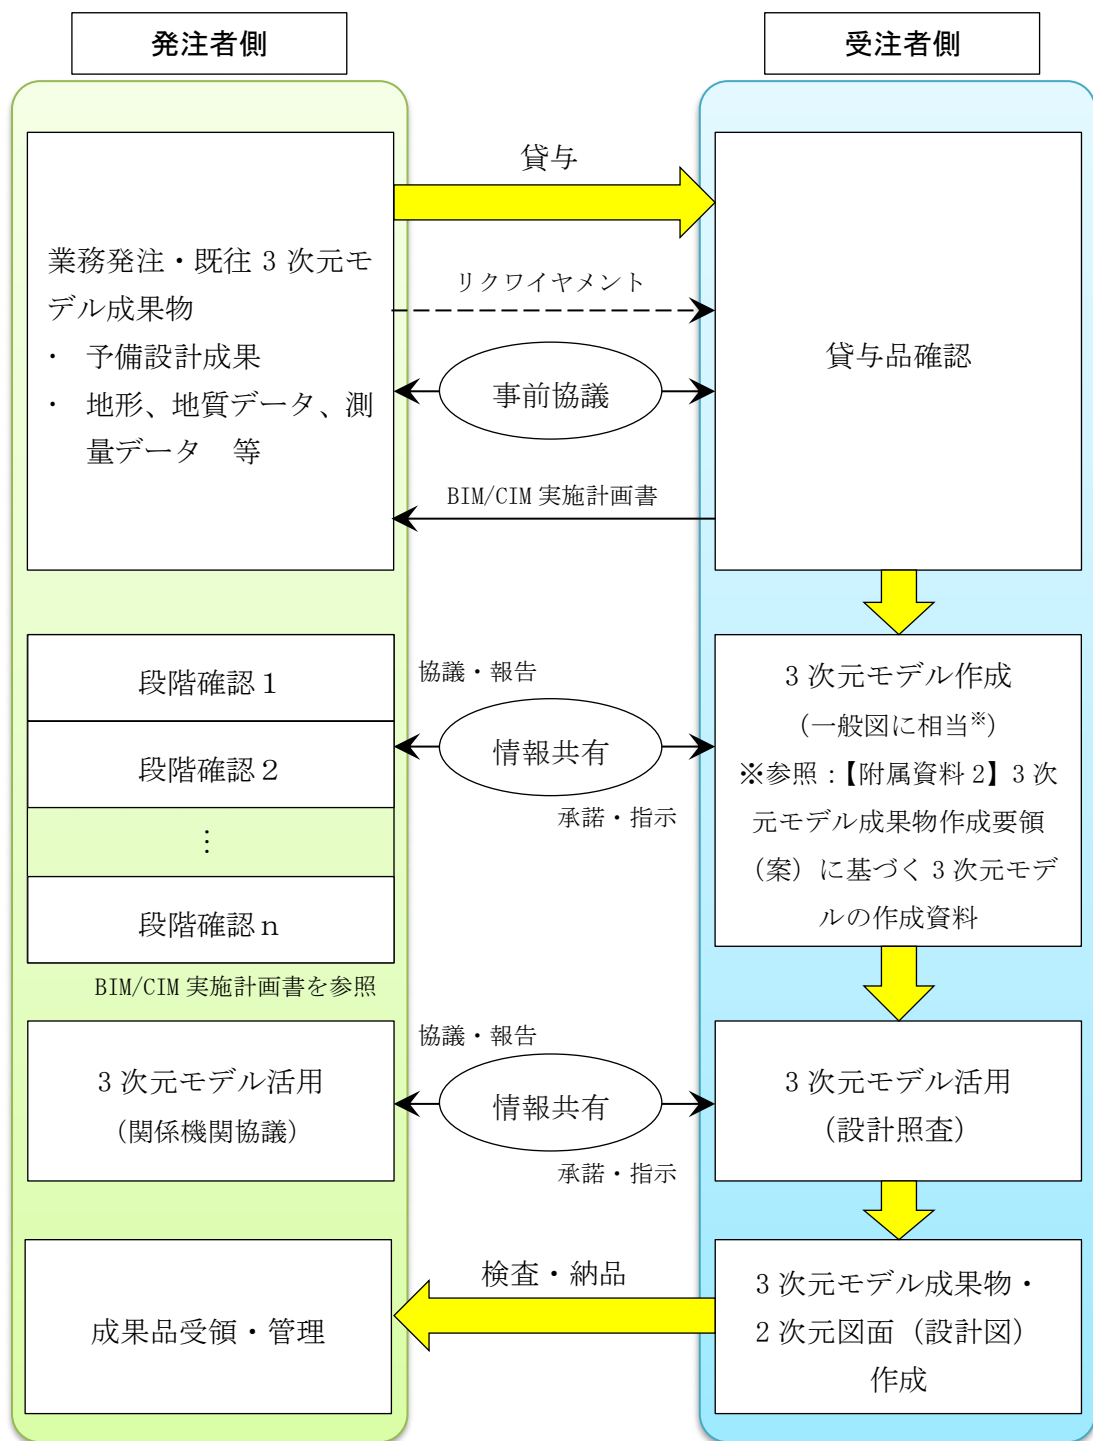 発注者側
受注者側
貸与
業務発注・既往 3 次元モ
デル成果物
・ 予備設計成果
・ 地形、地質データ、測
量データ　等
リクワイヤメント
事前協議
BIM/CIM 実施計画書
貸与品確認
段階確認１
段階確認２
⋮
段階確認ｎ
BIM/CIM 実施計画書を参照
協議・報告
情報共有
承諾・指示
3 次元モデル作成
（一般図に相当※）
※参照：【附属資料 2】3 次
元モデル成果物作成要領
（案）に基づく 3 次元モデ
ルの作成資料
3 次元モデル活用
（関係機関協議）
協議・報告
情報共有
承諾・指示
3 次元モデル活用
（設計照査）
成果品受領・管理
検査・納品
3 次元モデル成果物・
2 次元図面（設計図）
作成